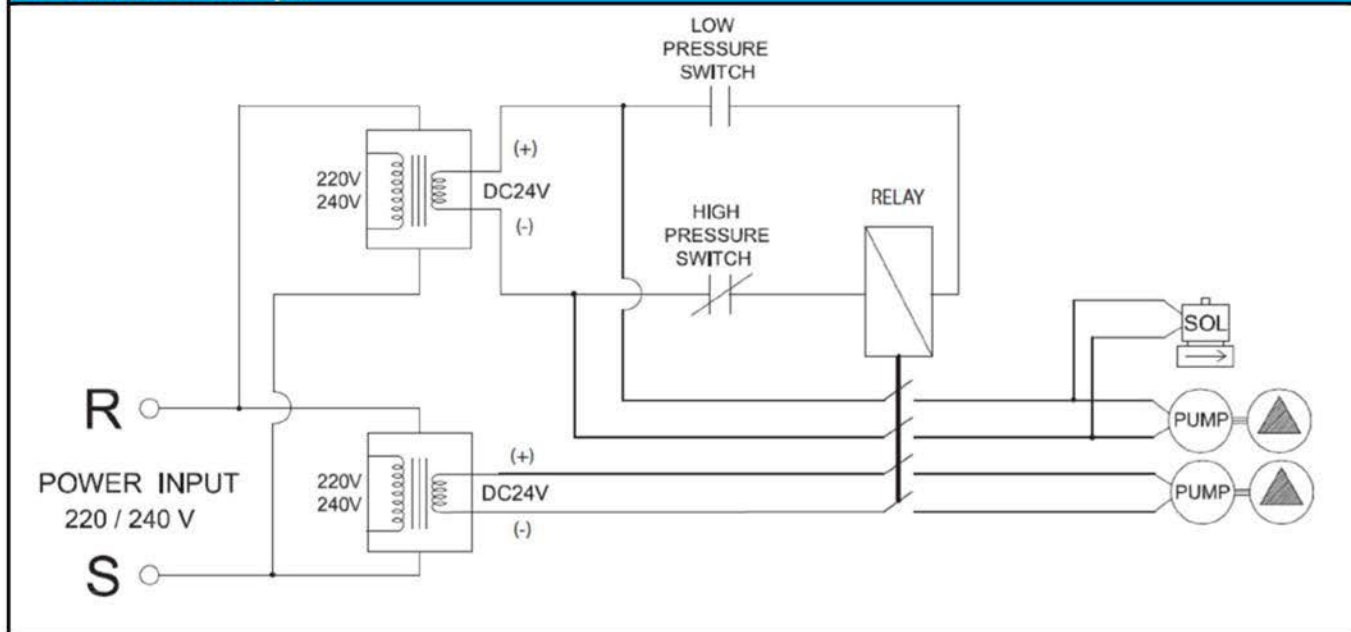 LOW
PRESSURE
SWITCH
(+)
220V
240V
DC24V
(-)
HIGH
PRESSURE
SWITCH
RELAY
SOL
R
PUMP
POWER INPUT
220 / 240 V
(+)
220V
240V
DC24V
(-)
PUMP
S